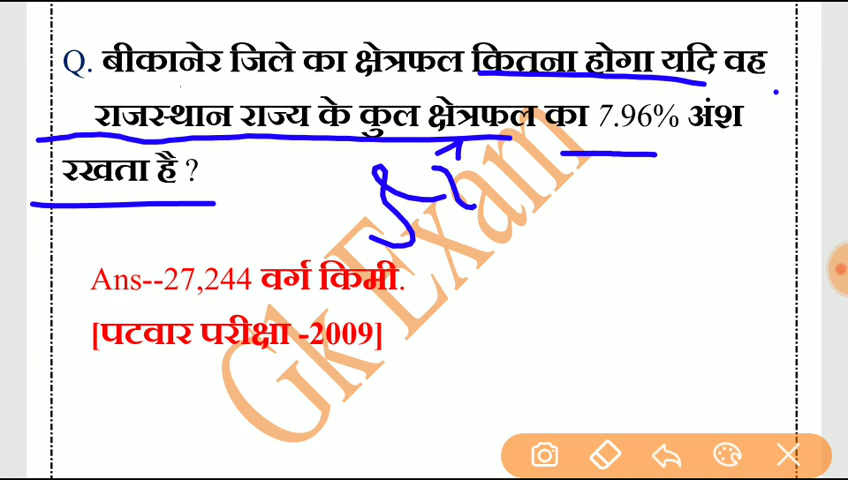 Q. बीकानेर जिले का क्षेत्रफल कितना होगा यदि वह
राजस्थान राज्य के कुल क्षेत्रफल का 7.96% अंश
रखता है ?
Ans--27,244 वर्ग किमी.
[पटवार परीक्षा -2009]
Gk Exam